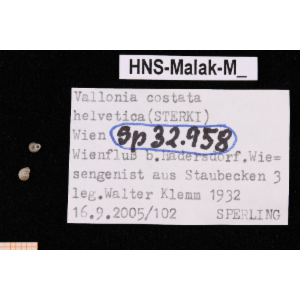 HNS-Malak-M_
Vallonia costata
helvetica(STERKI)
Wien sp 32.958
Wienfluß b.Hadersdorf.Wie-
sengenist aus Staubecken 3
leg.Walter Klemm 1932
16.9.2005/102 SPERLING